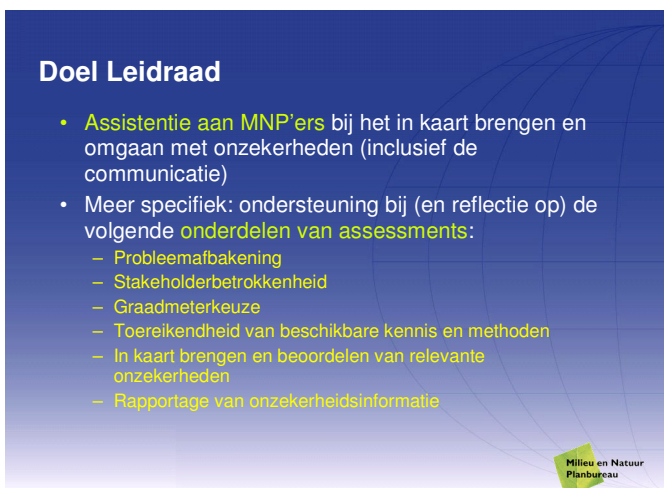 Doel Leidraad
• Assistentie aan MNP'ers bij het in kaart brengen en
omgaan met onzekerheden (inclusief de
communicatie)
• Meer specifiek: ondersteuning bij (en reflectie op) de
volgende onderdelen van assessments:
– Probleemafbakening
– Stakeholderbetrokkenheid
– Graadmeterkeuze
– Toereikendheid van beschikbare kennis en methoden
– In kaart brengen en beoordelen van relevante
onzekerheden
– Rapportage van onzekerheidsinformatie
Milieu en Natuur
Planbureau